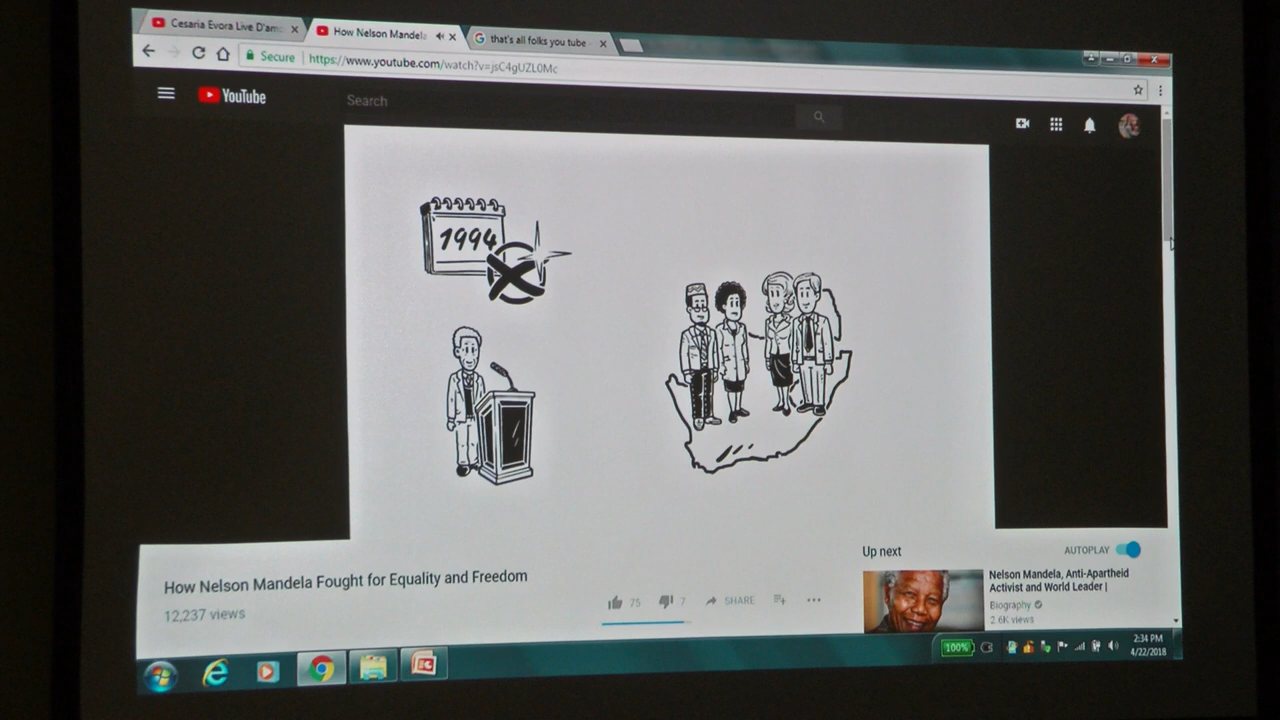 Cesaria Evora Live D'amo
How Nelson Mandela
that's all folks you tube
Secure
https://www.youtube.com/watch?v=jsC4gUZL0Mc
YouTube
Search
1994
How Nelson Mandela Fought for Equality and Freedom
12,237 views
75
7
SHARE
Up next
AUTOPLAY
Nelson Mandela, Anti-Apartheid
Activist and World Leader |
Biography
2.6K views
100%
2:34 PM
4/22/2018